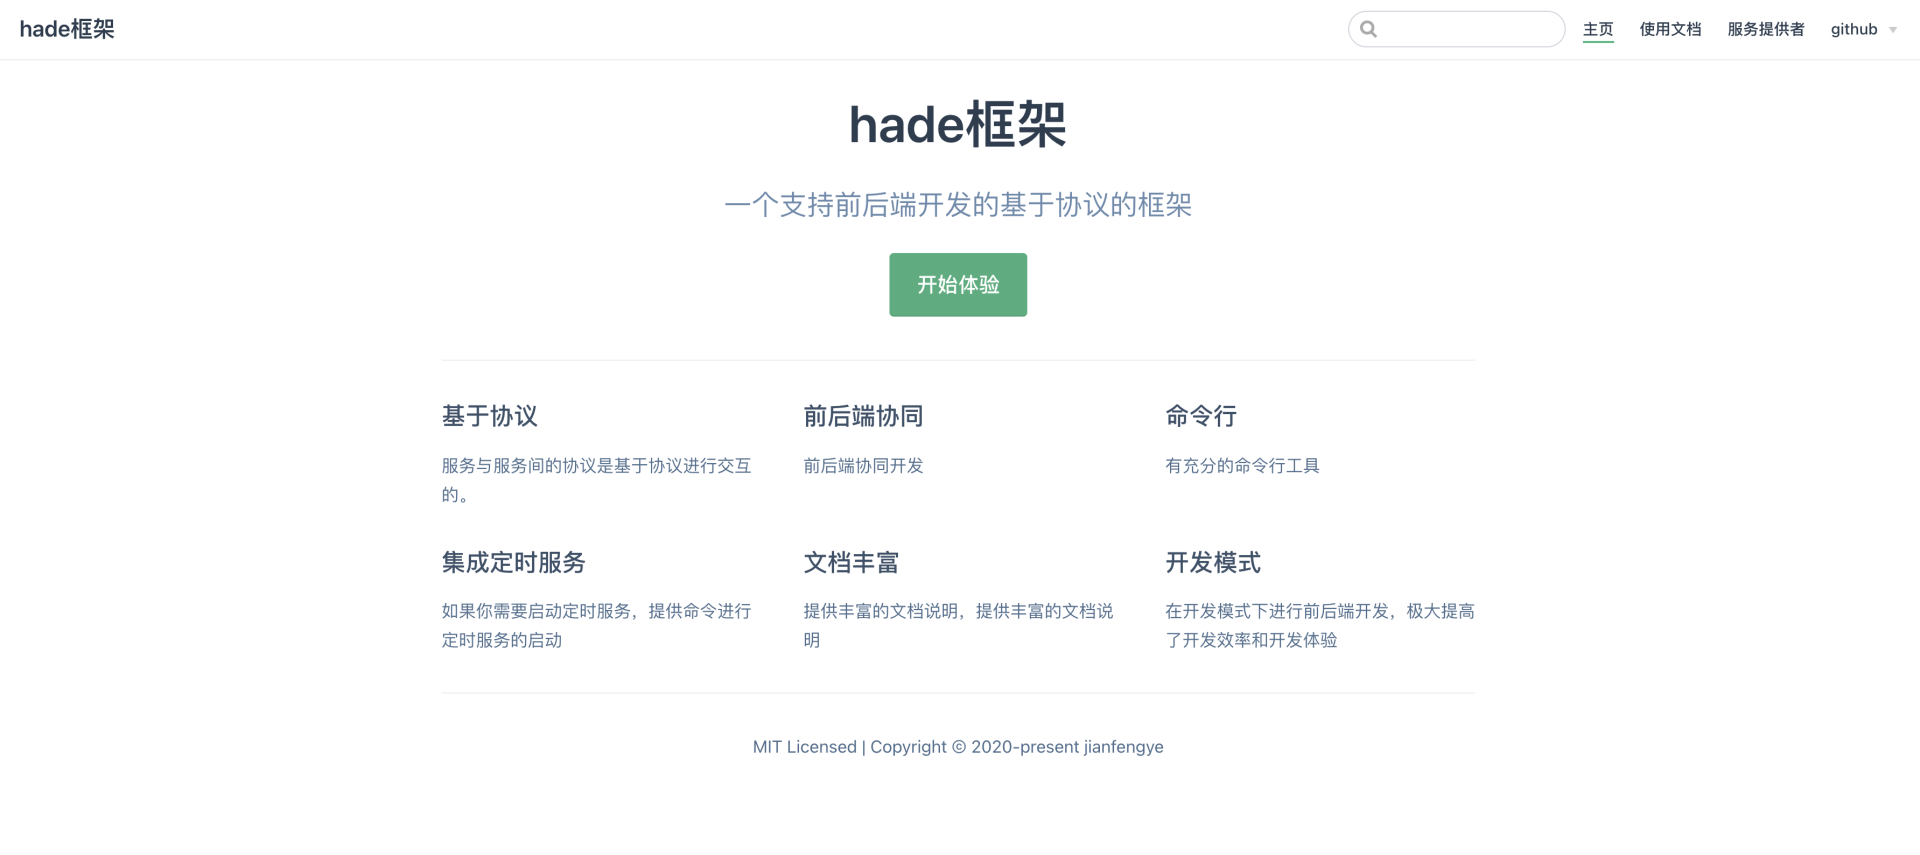 hade框架
主页 使用文档 服务提供者 github
hade框架
一个支持前后端开发的基于协议的框架
开始体验
基于协议
服务与服务间的协议是基于协议进行交互
的。
前后端协同
前后端协同开发
命令行
有充分的命令行工具
集成定时服务
如果你需要启动定时服务，提供命令进行
定时服务的启动
文档丰富
提供丰富的文档说明，提供丰富的文档说
明
开发模式
在开发模式下进行前后端开发，极大提高
了开发效率和开发体验
MIT Licensed | Copyright © 2020-present jianfengye